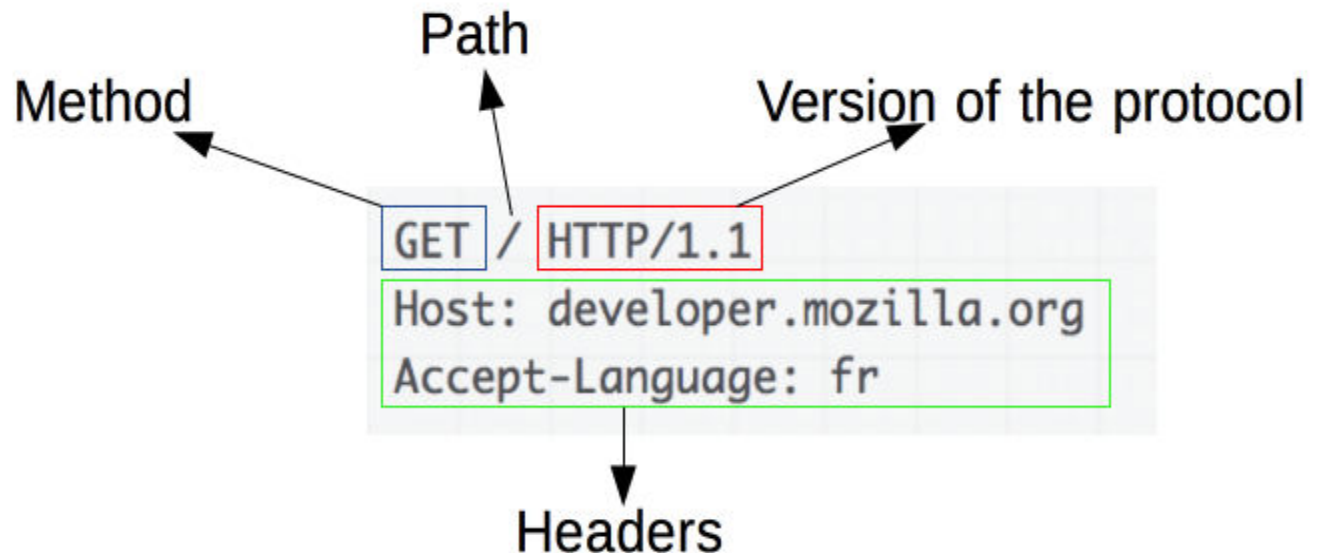 Path
Method
Version of the protocol
GET / HTTP/1.1
Host: developer.mozilla.org
Accept-Language: fr
Headers